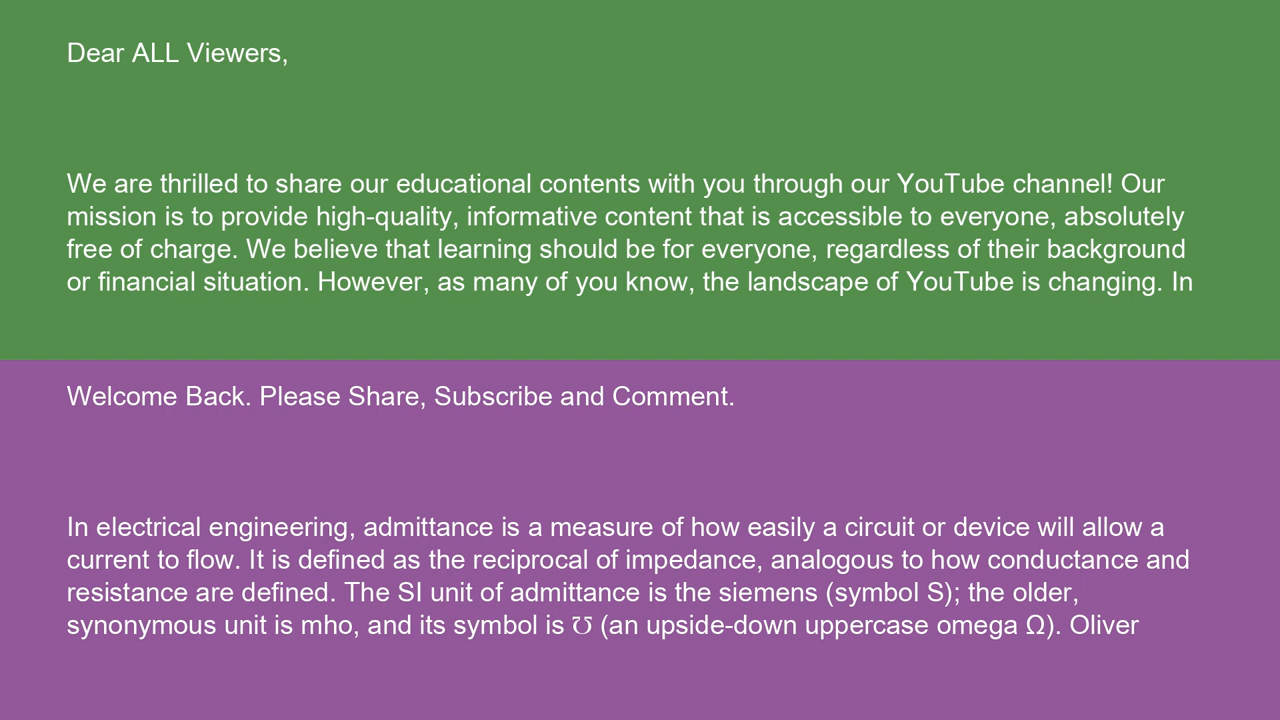 Dear ALL Viewers,
We are thrilled to share our educational contents with you through our YouTube channel! Our
mission is to provide high-quality, informative content that is accessible to everyone, absolutely
free of charge. We believe that learning should be for everyone, regardless of their background
or financial situation. However, as many of you know, the landscape of YouTube is changing. In
Welcome Back. Please Share, Subscribe and Comment.
In electrical engineering, admittance is a measure of how easily a circuit or device will allow a
current to flow. It is defined as the reciprocal of impedance, analogous to how conductance and
resistance are defined. The SI unit of admittance is the siemens (symbol S); the older,
synonymous unit is mho, and its symbol is ℧ (an upside-down uppercase omega Ω). Oliver